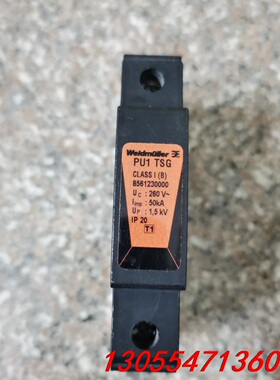 Weidmüller
PU1 TSG
CLASS I (B)
8561230000
Uc : 260 V~
Iimp : 50kA
Up : 1,5 kV
IP 20
T1
13055471360